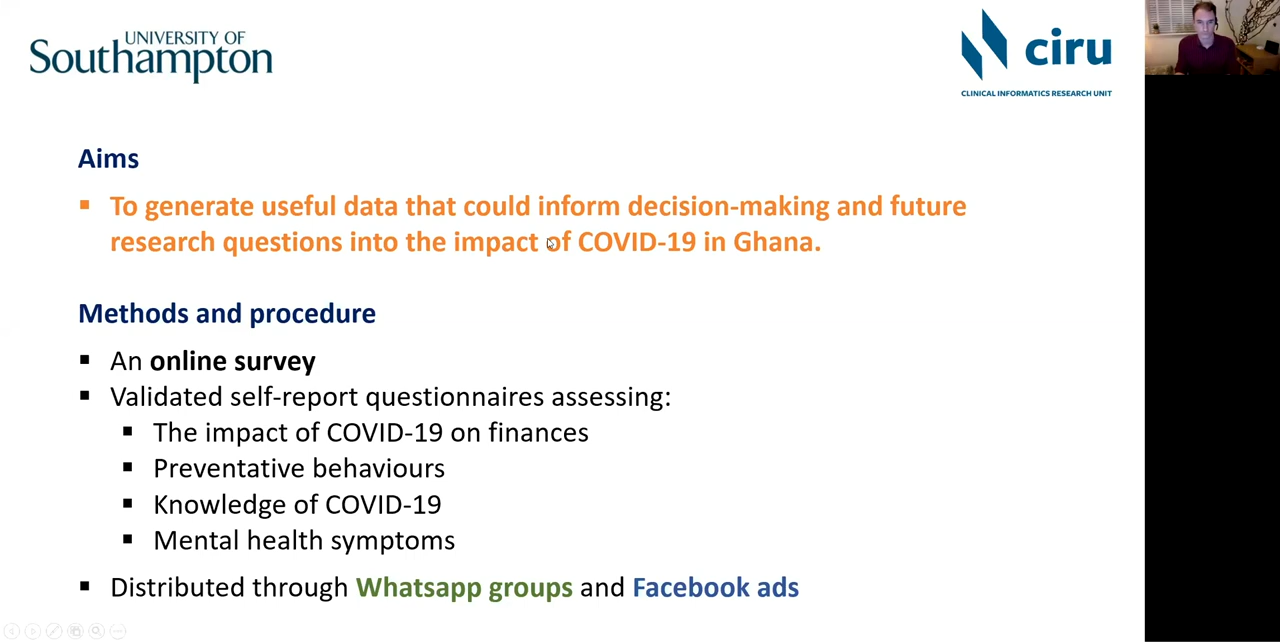 UNIVERSITY OF
Southampton
ciru
CLINICAL INFORMATICS RESEARCH UNIT
Aims
▪ To generate useful data that could inform decision-making and future
research questions into the impact of COVID-19 in Ghana.
Methods and procedure
▪ An online survey
▪ Validated self-report questionnaires assessing:
▪ The impact of COVID-19 on finances
▪ Preventative behaviours
▪ Knowledge of COVID-19
▪ Mental health symptoms
▪ Distributed through Whatsapp groups and Facebook ads